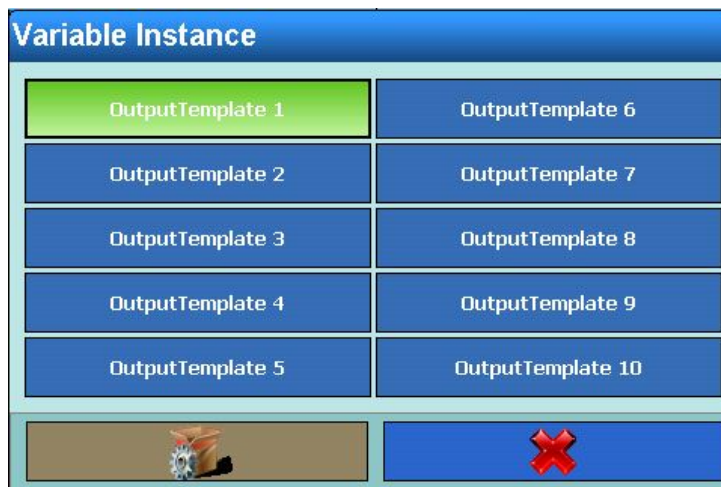 Variable Instance
OutputTemplate 1
OutputTemplate 6
OutputTemplate 2
OutputTemplate 7
OutputTemplate 3
OutputTemplate 8
OutputTemplate 4
OutputTemplate 9
OutputTemplate 5
OutputTemplate 10